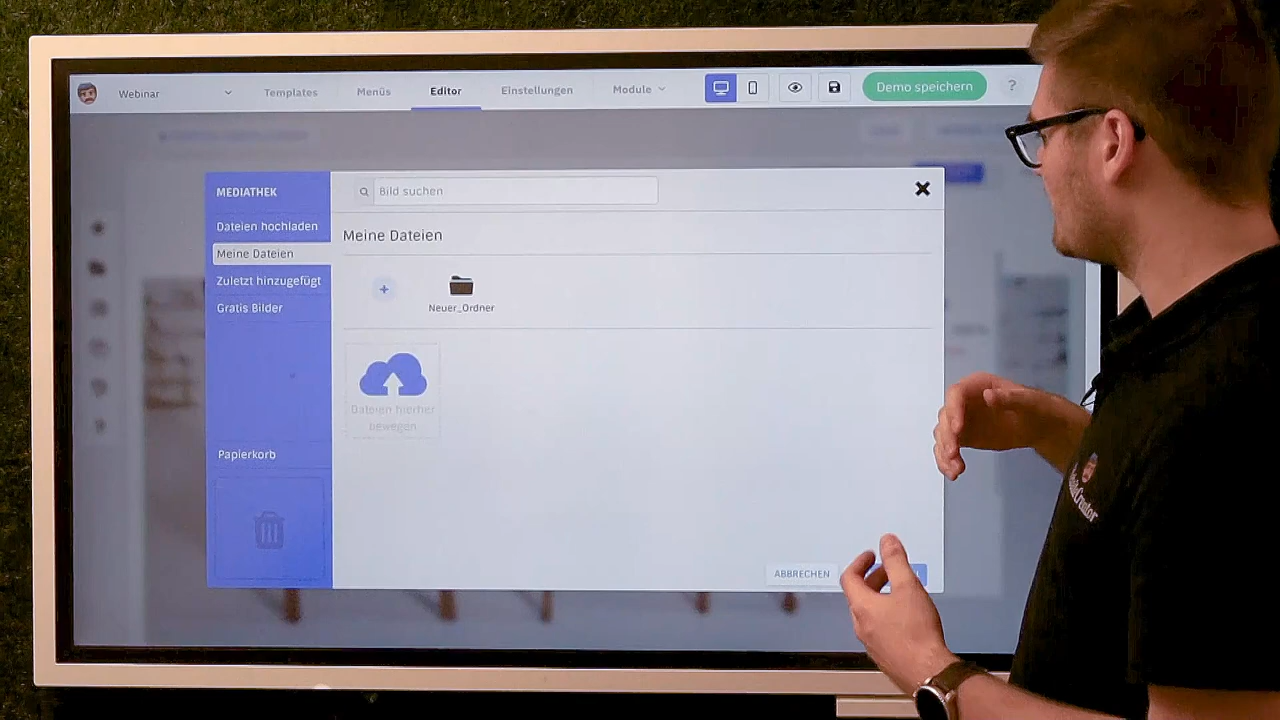 Webinar
Templates
Menüs
Editor
Einstellungen
Module
Demo speichern
?
MEDIATHEK
Bild suchen
Dateien hochladen
Meine Dateien
Meine Dateien
Zuletzt hinzugefügt
Gratis Bilder
Neuer_Ordner
Dateien hierher
bewegen
Papierkorb
ABBRECHEN